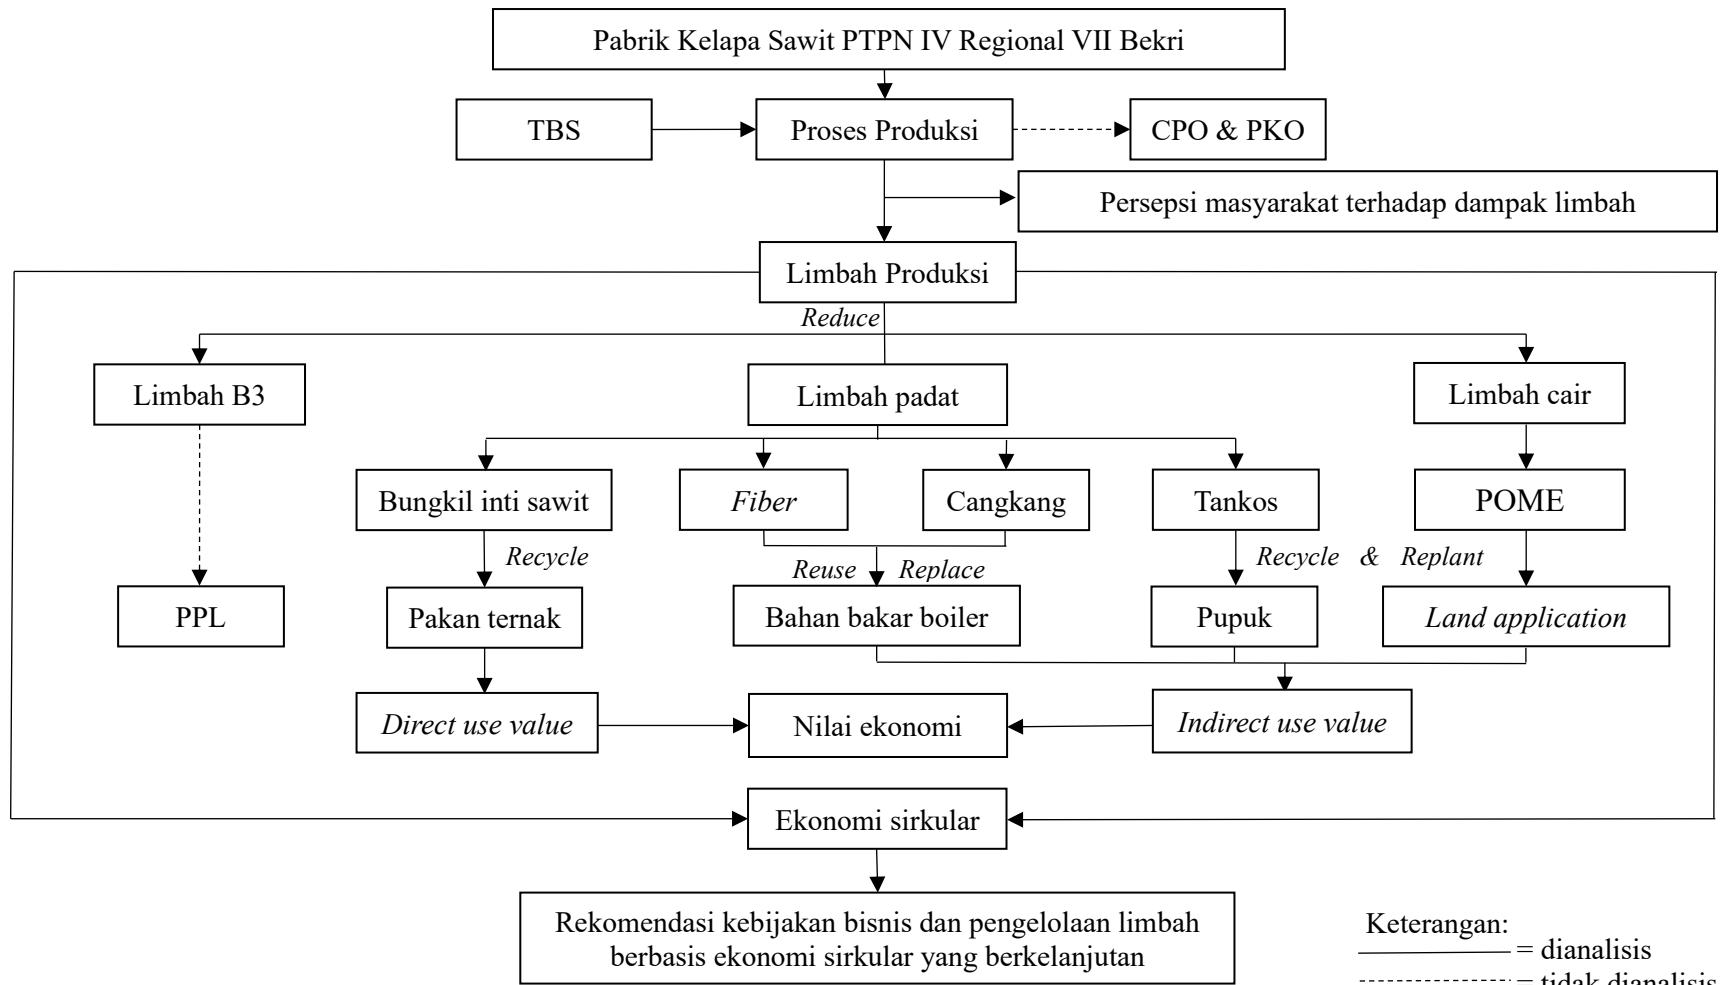 Pabrik Kelapa Sawit PTPN IV Regional VII Bekri
TBS
Proses Produksi
CPO & PKO
Persepsi masyarakat terhadap dampak limbah
Limbah Produksi
Reduce
Limbah B3
Limbah padat
Limbah cair
Bungkil inti sawit
Fiber
Cangkang
Tankos
POME
Recycle
Reuse
Replace
Recycle & Replant
PPL
Pakan ternak
Bahan bakar boiler
Pupuk
Land application
Direct use value
Nilai ekonomi
Indirect use value
Ekonomi sirkular
Rekomendasi kebijakan bisnis dan pengelolaan limbah
berbasis ekonomi sirkular yang berkelanjutan
Keterangan:
= dianalisis
= tidak dianalisis